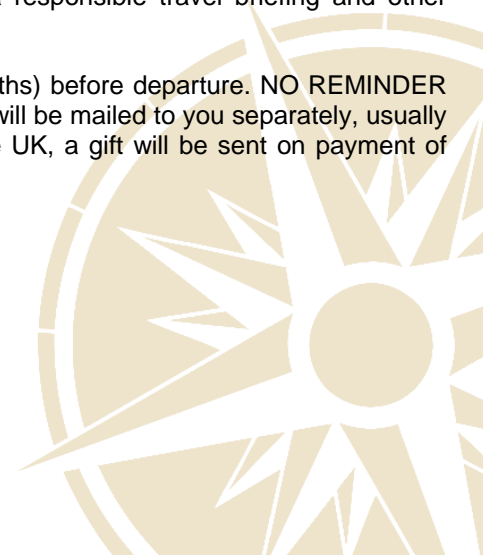 responsible travel briefing and other
ths) before departure. NO REMINDER
will be mailed to you separately, usually
UK, a gift will be sent on payment of